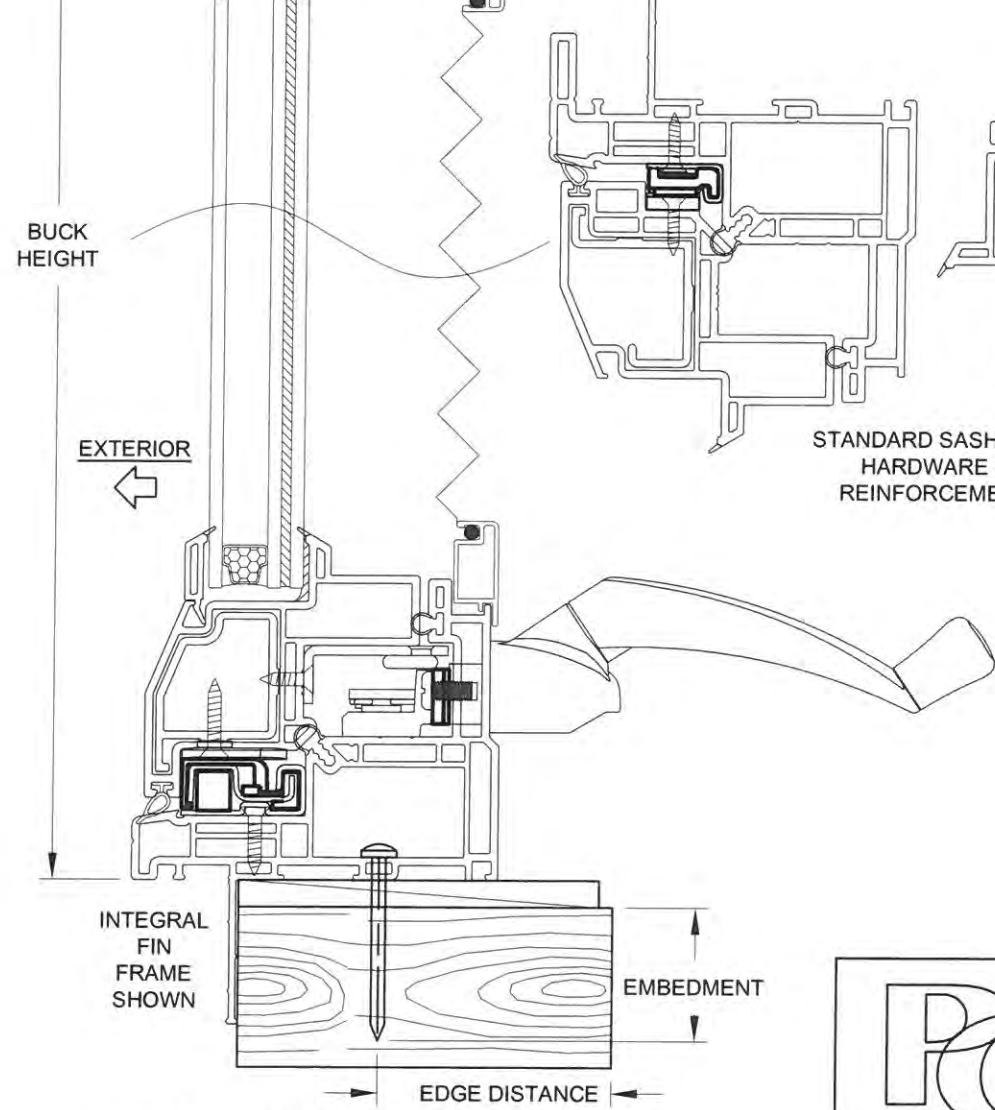 BUCK
HEIGHT
EXTERIOR
STANDARD SASH
HARDWARE
INTEGRAL
FIN
FRAME
SHOWN
EMBEDMENT
EDGE DISTANCE